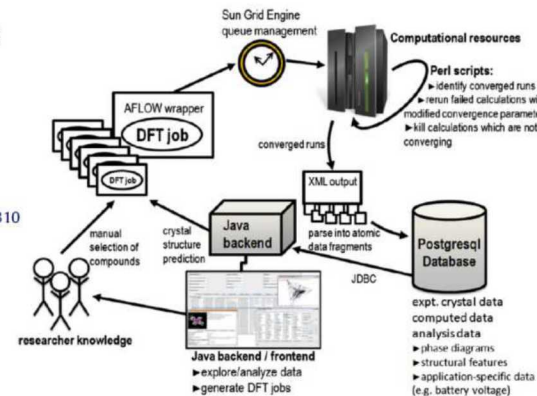 Sun Grid Engine
queue management
Computational resources
Perl scripts:
►identify converged runs
►rerun failed calculations wi
modified convergence paramete
►kill calculations which are not
converging
AFLOW wrapper
DFT job
DFT job
converged runs
XML output
parse into atomic
data fragments
310
manual
selection of
compounds
crystal
structure
prediction
Java
backend
JDBC
Postgresql
Database
researcher knowledge
Java backend / frontend
►explore/analyze data
►generate DFT jobs
expt. crystal data
computed data
analysis data
►phase diagrams
►structural features
►application-specific data
(e.g. battery voltage)